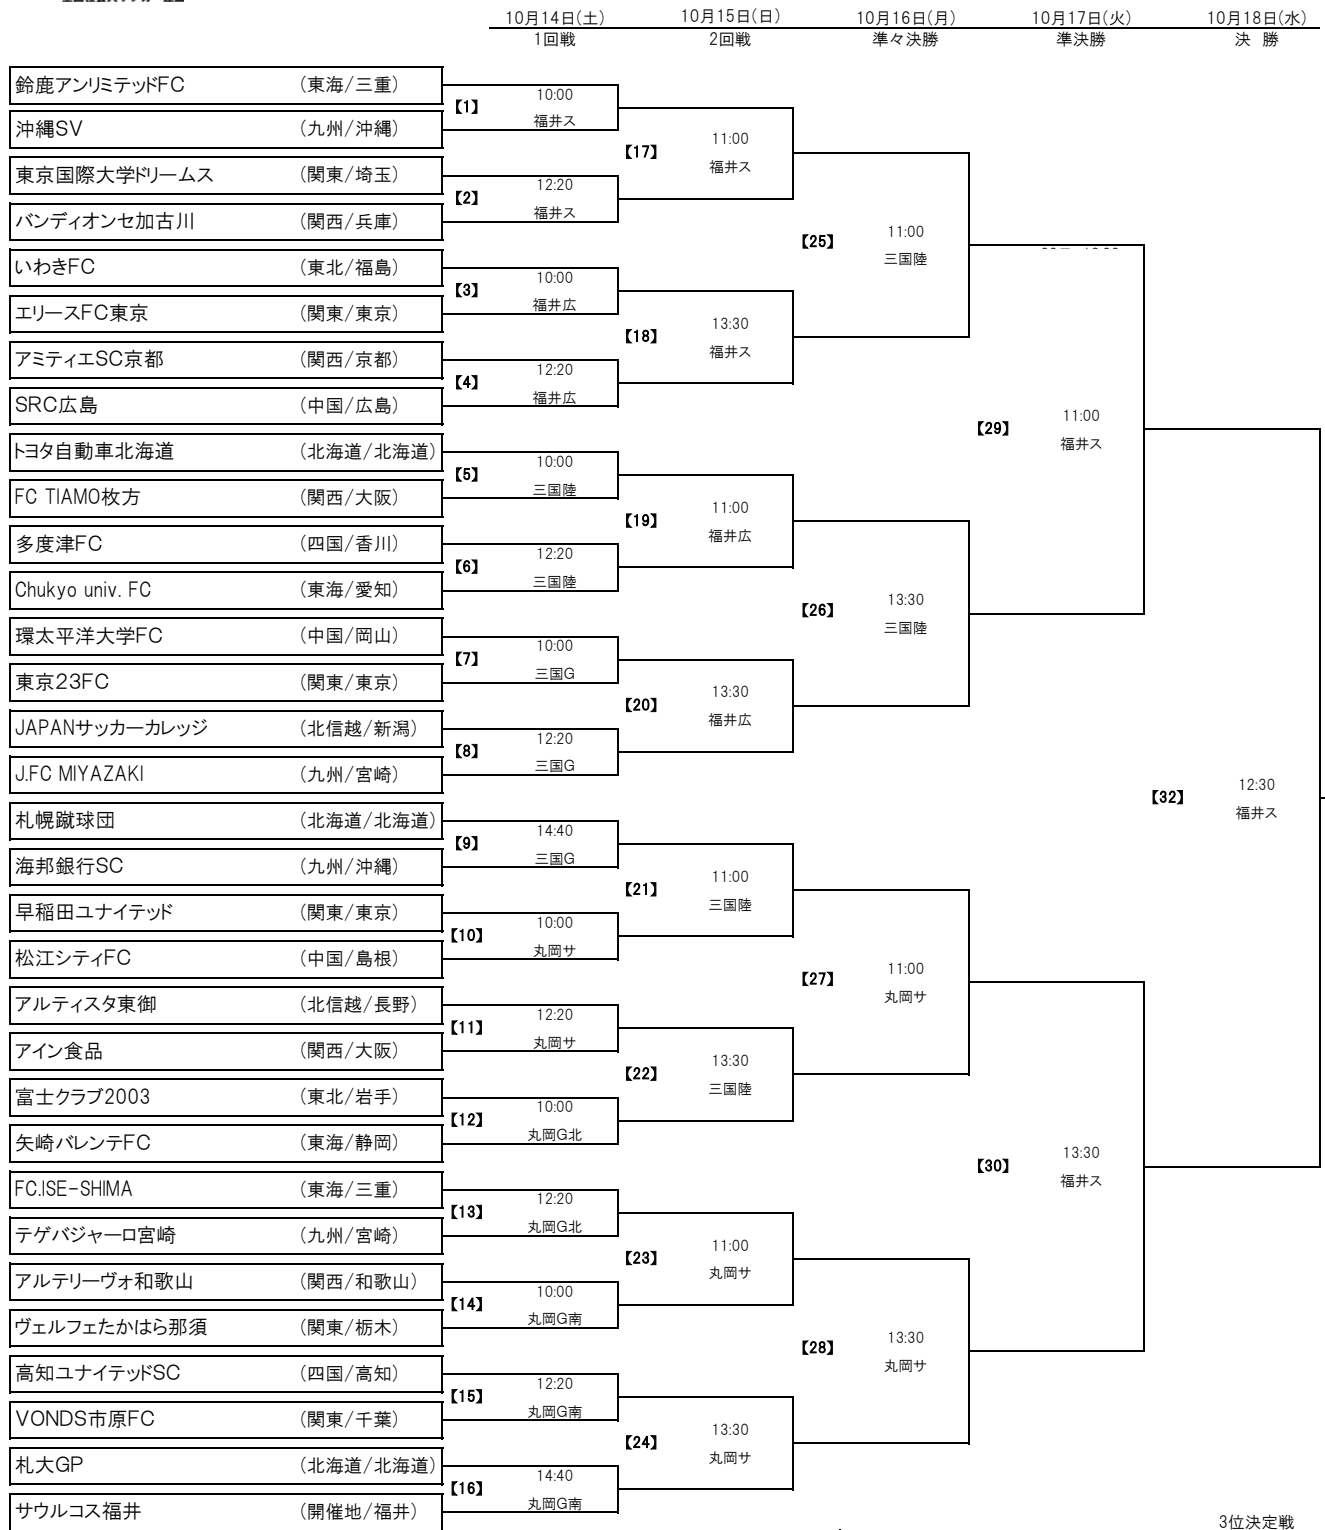 10月14日(土) 10月15日(日) 10月16日(月) 10月17日(火) 10月18日(水)
1回戦 2回戦 準々決勝 準決勝 決 勝
鈴鹿アンリミテッドFC (東海/三重)
【1】 10:00 福井ス
沖縄SV (九州/沖縄)
【17】 11:00 福井ス
東京国際大学ドリームス (関東/埼玉)
【2】 12:20 福井ス
バンディオンセ加古川 (関西/兵庫)
【25】 11:00 三国陸
いわきFC (東北/福島)
【3】 10:00 福井広
エリースFC東京 (関東/東京)
【18】 13:30 福井ス
アミティエSC京都 (関西/京都)
【4】 12:20 福井広
SRC広島 (中国/広島)
【29】 11:00 福井ス
トヨタ自動車北海道 (北海道/北海道)
【5】 10:00 三国陸
FC TIAMO枚方 (関西/大阪)
【19】 11:00 福井広
多度津FC (四国/香川)
【6】 12:20 三国陸
Chukyo univ. FC (東海/愛知)
【26】 13:30 三国陸
環太平洋大学FC (中国/岡山)
【7】 10:00 三国G
東京23FC (関東/東京)
【20】 13:30 福井広
JAPANサッカーカレッジ (北信越/新潟)
【8】 12:20 三国G
J.FC MIYAZAKI (九州/宮崎)
【32】 12:30 福井ス
札幌蹴球団 (北海道/北海道)
【9】 14:40 三国G
海邦銀行SC (九州/沖縄)
【21】 11:00 三国陸
早稲田ユナイテッド (関東/東京)
【10】 10:00 丸岡サ
松江シティFC (中国/島根)
【27】 11:00 丸岡サ
アルティスタ東御 (北信越/長野)
【11】 12:20 丸岡サ
アイン食品 (関西/大阪)
【22】 13:30 三国陸
富士クラブ2003 (東北/岩手)
【12】 10:00 丸岡G北
矢崎バレンテFC (東海/静岡)
【30】 13:30 福井ス
FC.ISE-SHIMA (東海/三重)
【13】 12:20 丸岡G北
テゲバジャーロ宮崎 (九州/宮崎)
【23】 11:00 丸岡サ
アルテリーヴォ和歌山 (関西/和歌山)
【14】 10:00 丸岡G南
ヴェルフェたかはら那須 (関東/栃木)
【28】 13:30 丸岡サ
高知ユナイテッドSC (四国/高知)
【15】 12:20 丸岡G南
VONDS市原FC (関東/千葉)
【24】 13:30 丸岡サ
札大GP (北海道/北海道)
【16】 14:40 丸岡G南
サウルコス福井 (開催地/福井)
3位決定戦